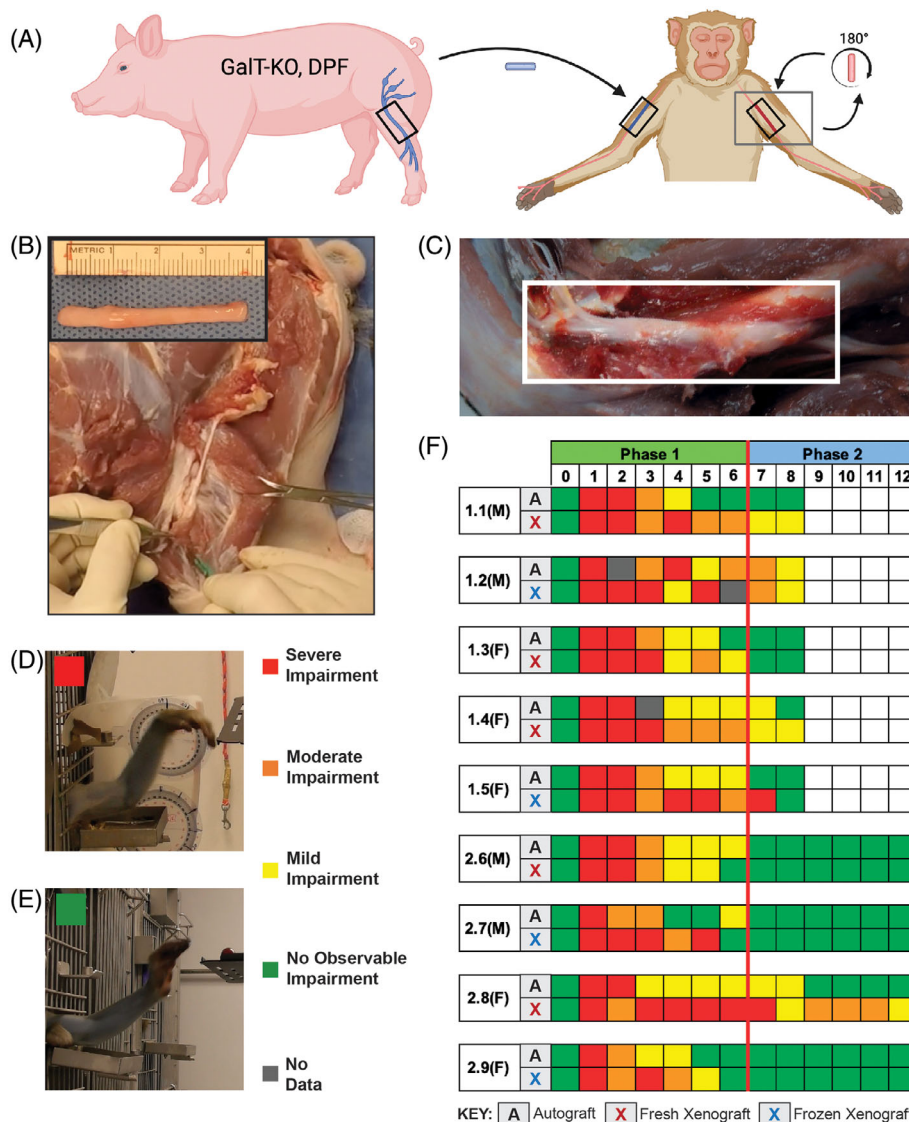 (A)
GalT-KO, DPF
180°
(B)
METRIC 1 2 3 4
(C)
(D)
Severe
Impairment
Moderate
Impairment
Mild
Impairment
(E)
No Observable
Impairment
No
Data
(F)
Phase 1 Phase 2
0 1 2 3 4 5 6 7 8 9 10 11 12
1.1(M) A
X
1.2(M) A
X
1.3(F) A
X
1.4(F) A
X
1.5(F) A
X
2.6(M) A
X
2.7(M) A
X
2.8(F) A
X
2.9(F) A
X
KEY: A Autograft X Fresh Xenograft X Frozen Xenograft